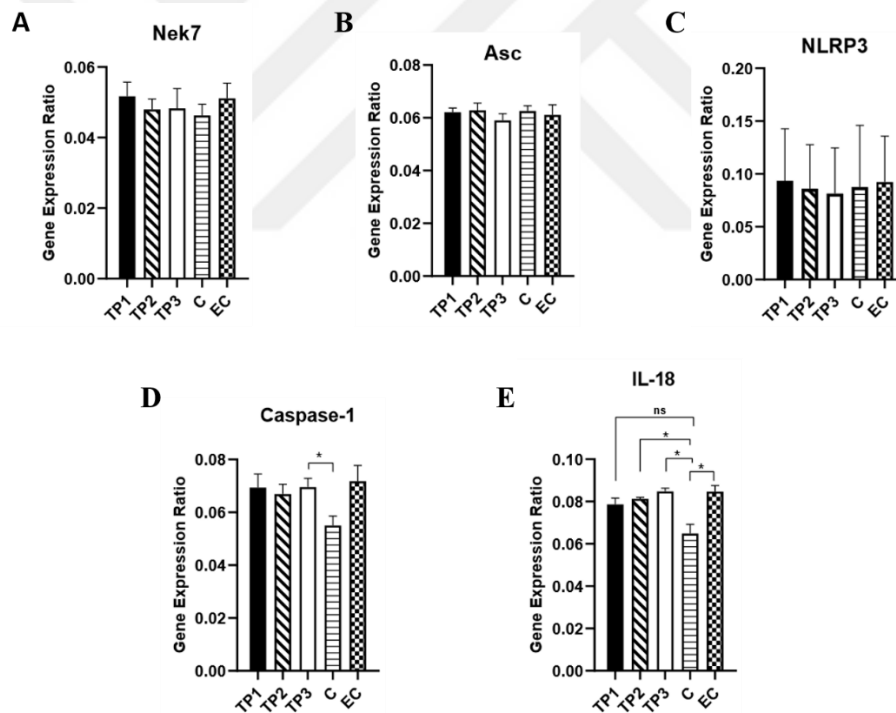 A
Nek7
Gene Expression Ratio
0.06
0.04
0.02
0.00
TP1 TP2 TP3 C EC
B
Asc
Gene Expression Ratio
0.08
0.06
0.04
0.02
0.00
TP1 TP2 TP3 C EC
C
NLRP3
Gene Expression Ratio
0.20
0.15
0.10
0.05
0.00
TP1 TP2 TP3 C EC
D
Caspase-1
Gene Expression Ratio
*
0.08
0.06
0.04
0.02
0.00
TP1 TP2 TP3 C EC
E
IL-18
Gene Expression Ratio
ns
*
*
*
0.10
0.08
0.06
0.04
0.02
0.00
TP1 TP2 TP3 C EC